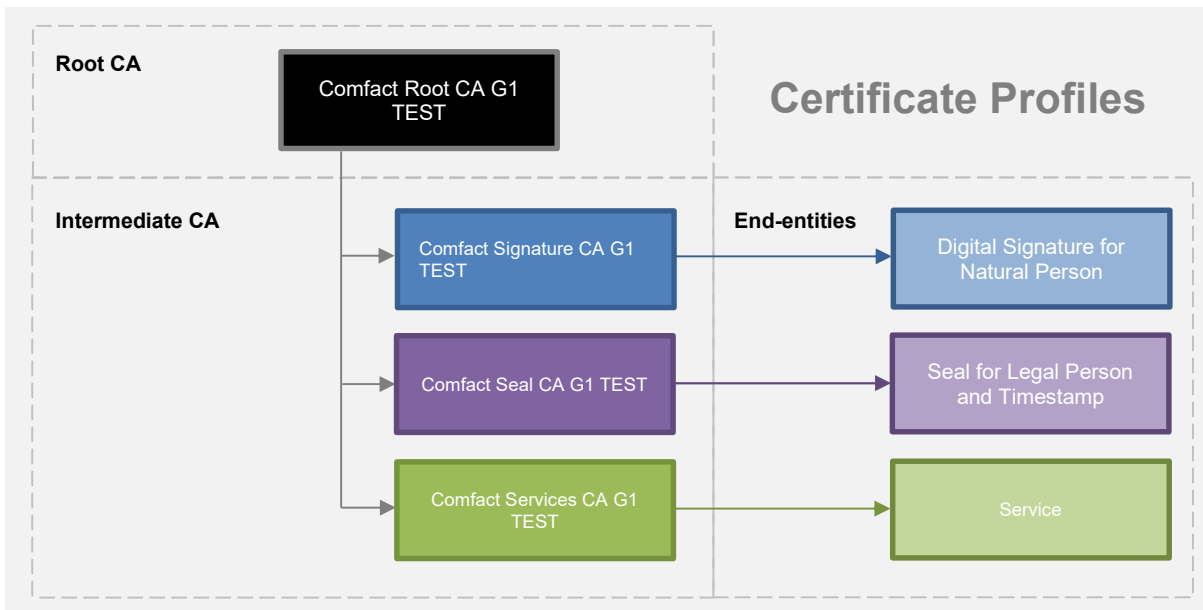 Root CA
Comfact Root CA G1
TEST
Certificate Profiles
Intermediate CA
Comfact Signature CA G1
TEST
End-entities
Digital Signature for
Natural Person
Comfact Seal CA G1 TEST
Seal for Legal Person
and Timestamp
Comfact Services CA G1
TEST
Service